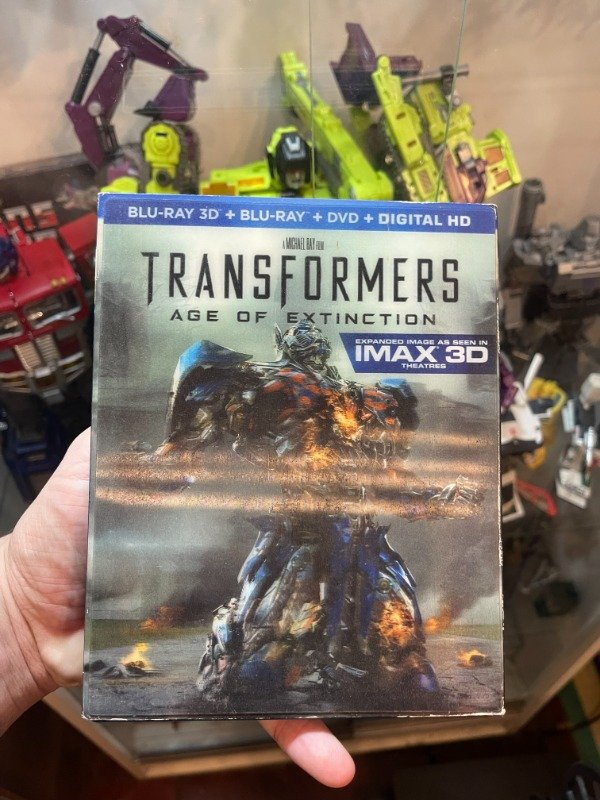 BLU-RAY 3D + BLU-RAY + DVD + DIGITAL HD
A MICHAEL BAY FILM
TRANSFORMERS
AGE OF EXTINCTION
EXPANDED IMAGE AS SEEN IN
IMAX 3D
THEATRES